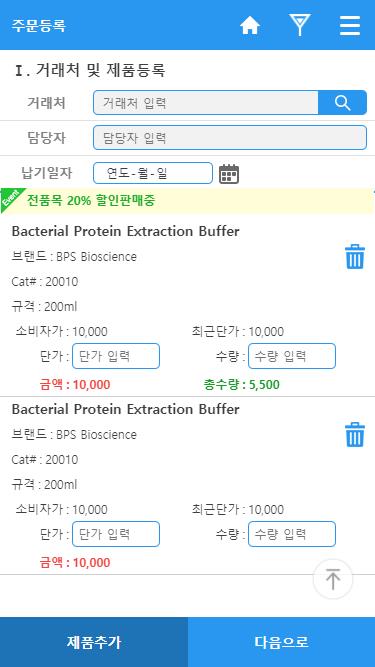 주문등록
Ⅰ. 거래처 및 제품등록
거래처 거래처 입력
담당자 담당자 입력
납기일자 연도-월-일
Event 전품목 20% 할인판매중
Bacterial Protein Extraction Buffer
브랜드 : BPS Bioscience
Cat# : 20010
규격 : 200ml
소비자가 : 10,000 최근단가 : 10,000
단가 : 단가 입력 수량 : 수량 입력
금액 : 10,000 총수량 : 5,500
Bacterial Protein Extraction Buffer
브랜드 : BPS Bioscience
Cat# : 20010
규격 : 200ml
소비자가 : 10,000 최근단가 : 10,000
단가 : 단가 입력 수량 : 수량 입력
금액 : 10,000
제품추가 다음으로